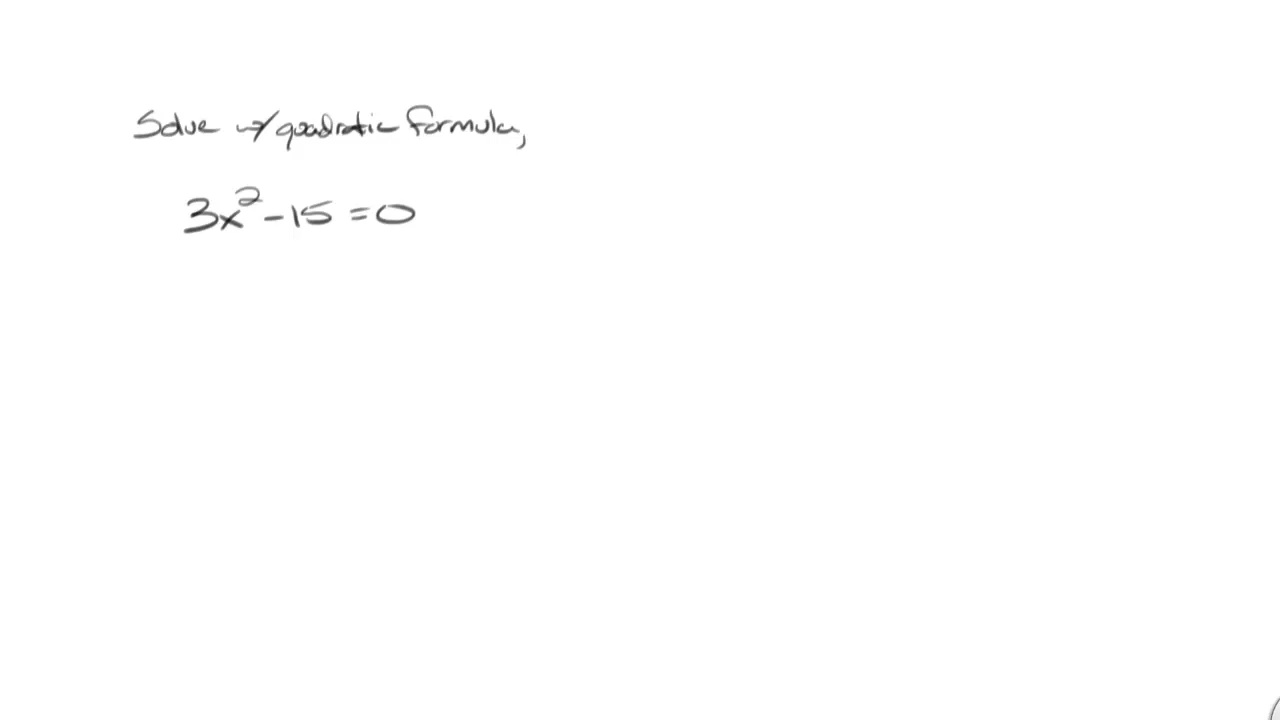 Solve w/ quadratic formula,
3x² - 15 = 0